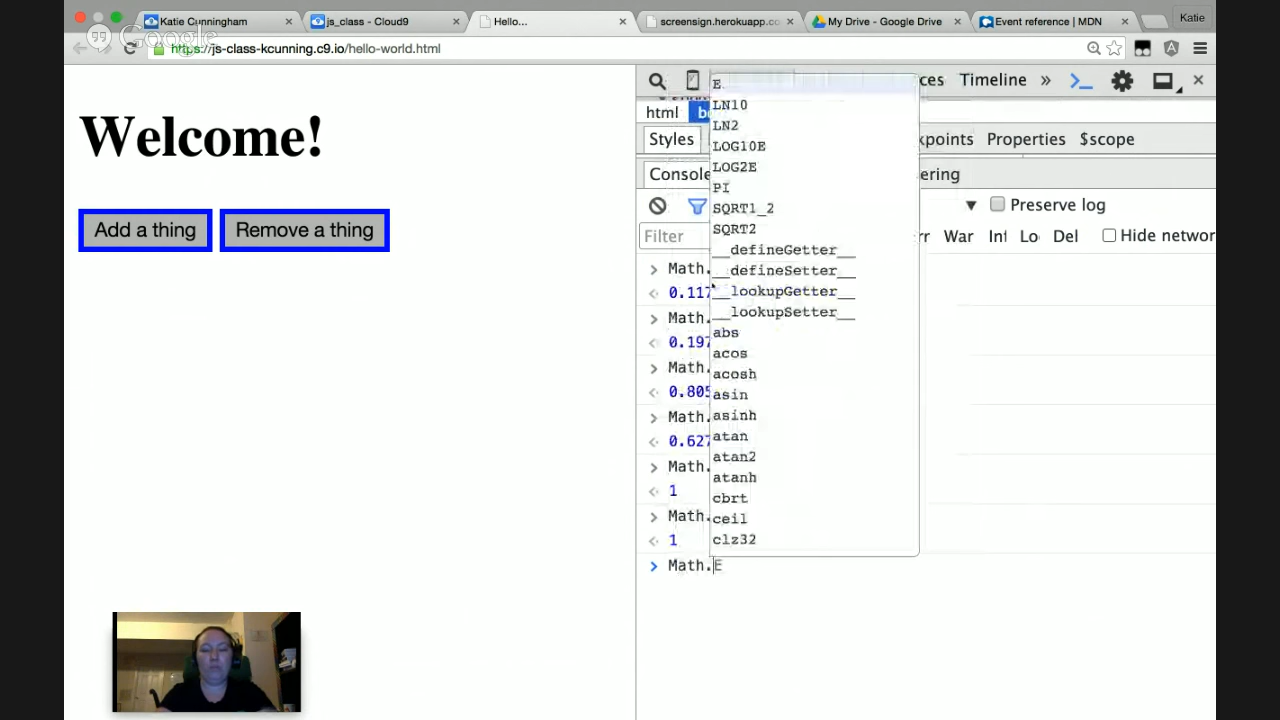 Katie Cunningham
js_class - Cloud9
Hello...
screensign.herokuapp.co
My Drive - Google Drive
Event reference | MDN
Katie
Google
https://js-class-kcunning.c9.io/hello-world.html
Welcome!
Add a thing
Remove a thing
ces
Timeline
»
html
bo
Styles
kpoints
Properties
$scope
Console
ering
Preserve log
Filter
rr
War
Inf
Lo
Del
Hide networ
E
LN10
LN2
LOG10E
LOG2E
PI
SQRT1_2
SQRT2
__defineGetter__
__defineSetter__
__lookupGetter__
__lookupSetter__
abs
acos
acosh
asin
asinh
atan
atan2
atanh
cbrt
ceil
clz32
> Math.
0.117
> Math.
0.197
> Math.
0.805
> Math.
0.627
> Math.
1
> Math.
1
> Math.E